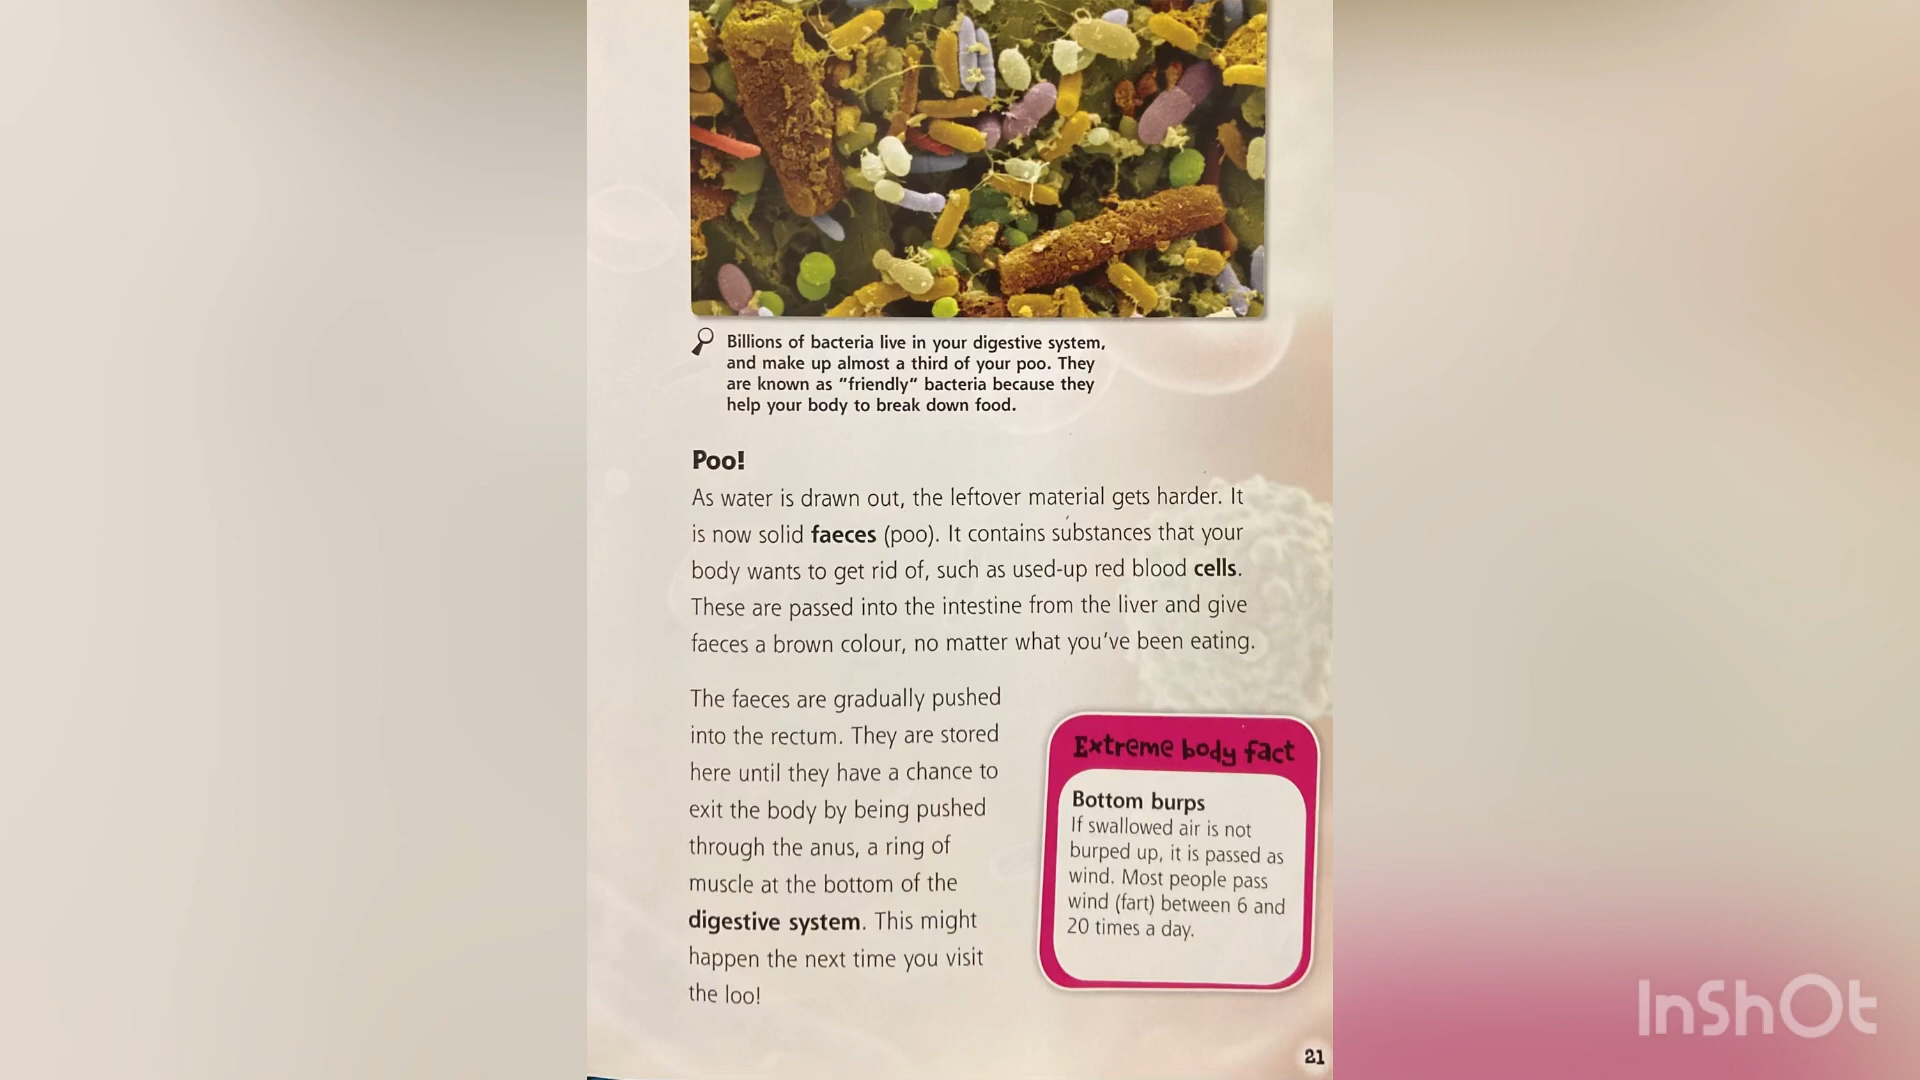 Billions of bacteria live in your digestive system,
and make up almost a third of your poo. They
are known as “friendly” bacteria because they
help your body to break down food.
Poo!
As water is drawn out, the leftover material gets harder. It
is now solid faeces (poo). It contains substances that your
body wants to get rid of, such as used-up red blood cells.
These are passed into the intestine from the liver and give
faeces a brown colour, no matter what you've been eating.
The faeces are gradually pushed
into the rectum. They are stored
here until they have a chance to
exit the body by being pushed
through the anus, a ring of
muscle at the bottom of the
digestive system. This might
happen the next time you visit
the loo!
Extreme body fact
Bottom burps
If swallowed air is not
burped up, it is passed as
wind. Most people pass
wind (fart) between 6 and
20 times a day.
21
InShOt